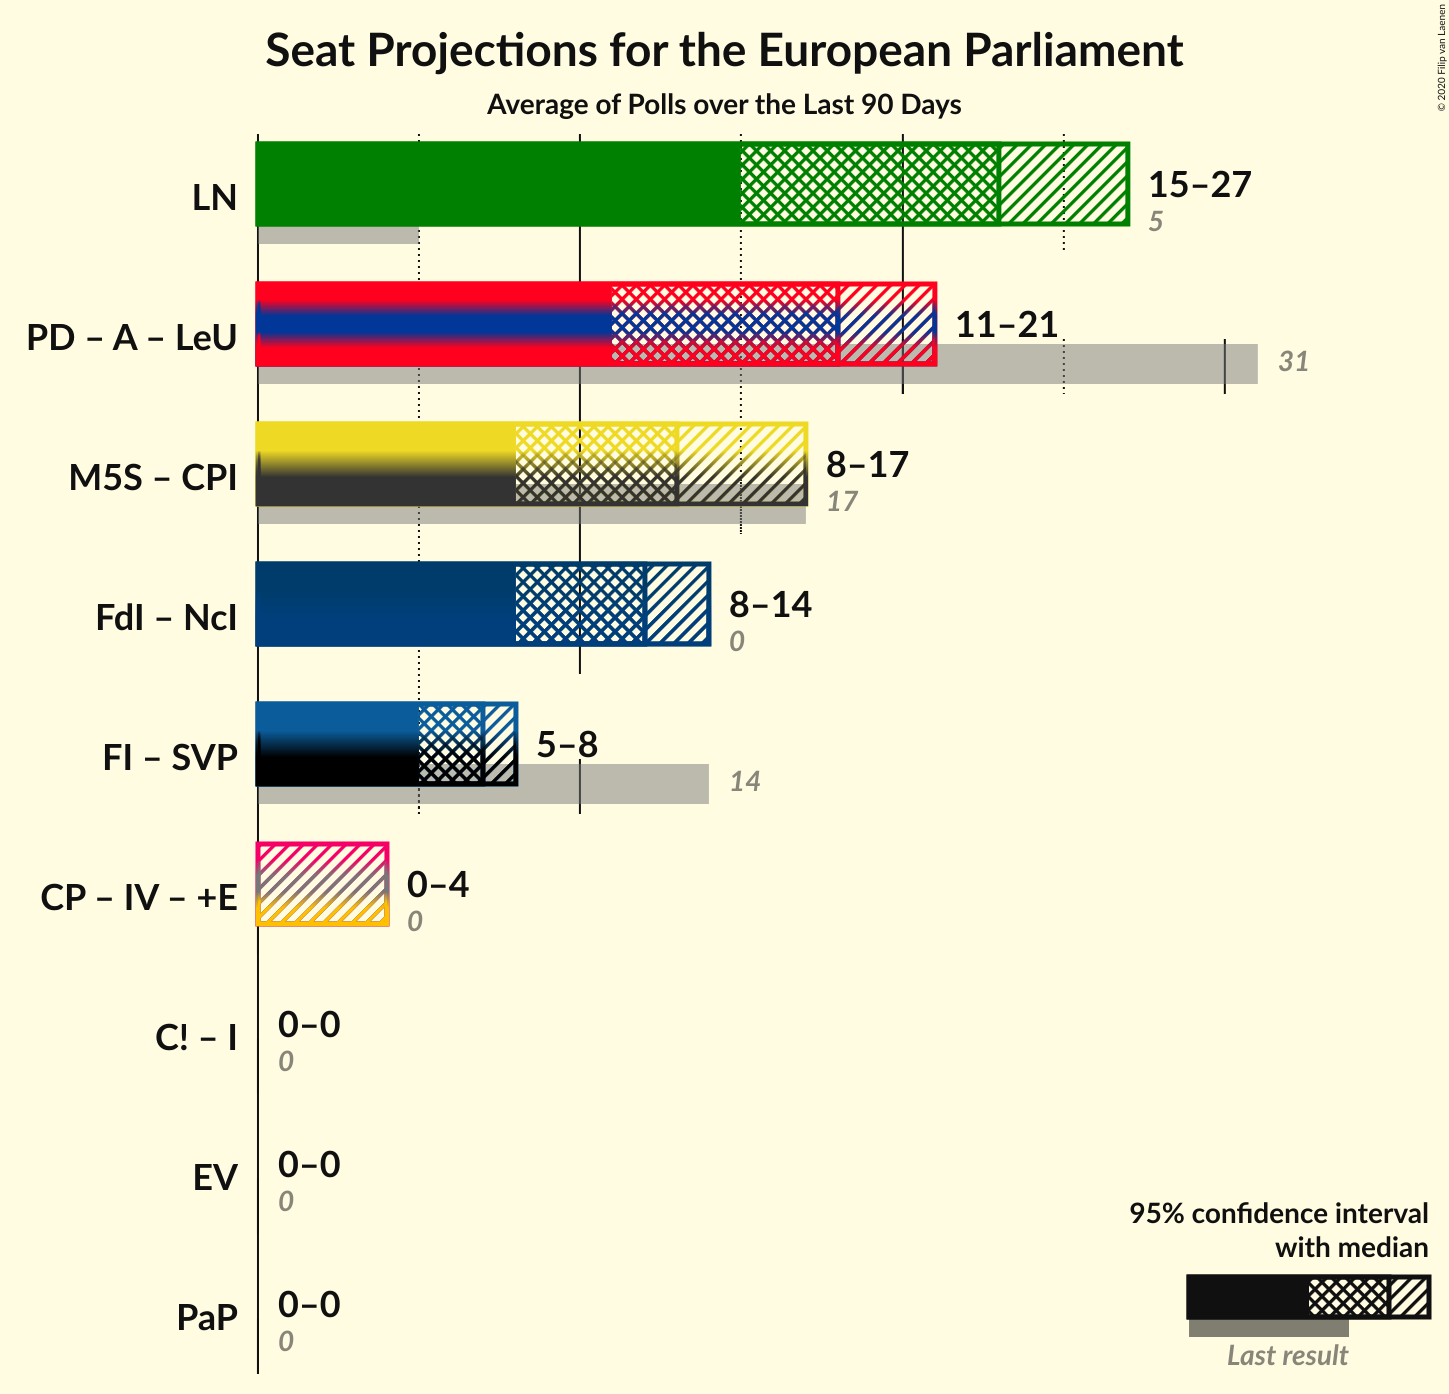 Seat Projections for the European Parliament
Average of Polls over the Last 90 Days
© 2020 Filip van Laenen
LN
15–27
5
PD – A – LeU
11–21
31
M5S – CPI
8–17
17
FdI – NcI
8–14
0
FI – SVP
5–8
14
CP – IV – +E
0–4
0
C! – I
0–0
0
EV
0–0
0
PaP
0–0
0
95% confidence interval
with median
Last result